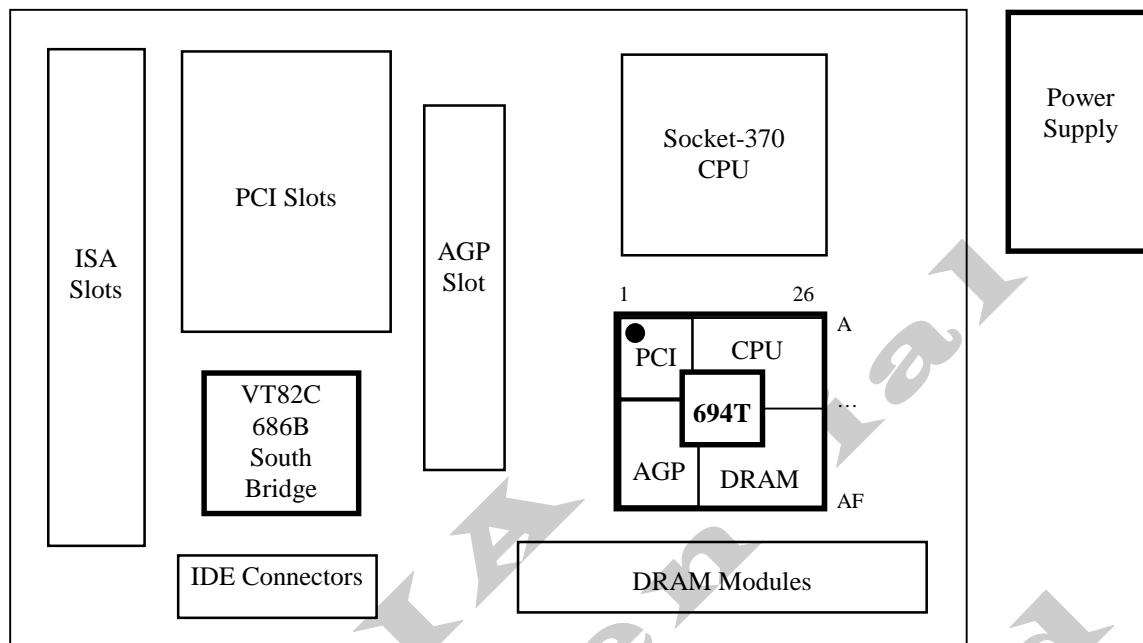 ISA
Slots
PCI Slots
AGP
Slot
Socket-370
CPU
Power
Supply
1 26
A
PCI
CPU
694T
...
AGP
DRAM
AF
VT82C
686B
South
Bridge
IDE Connectors
DRAM Modules